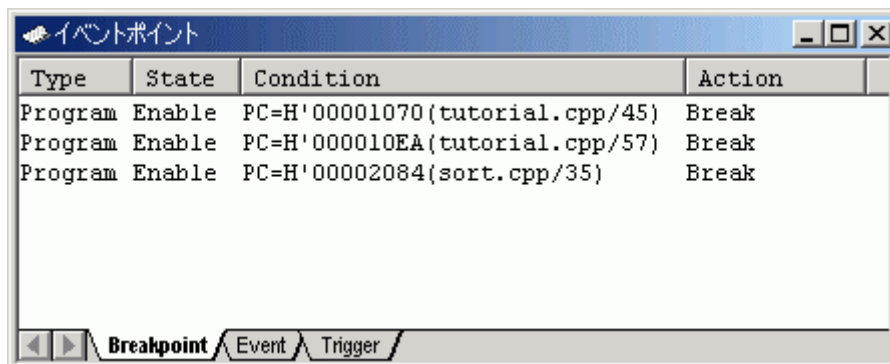 イベントポイント
Type State Condition Action
Program Enable PC=H'00001070(tutorial.cpp/45) Break
Program Enable PC=H'000010EA(tutorial.cpp/57) Break
Program Enable PC=H'00002084(sort.cpp/35) Break
Breakpoint Event Trigger